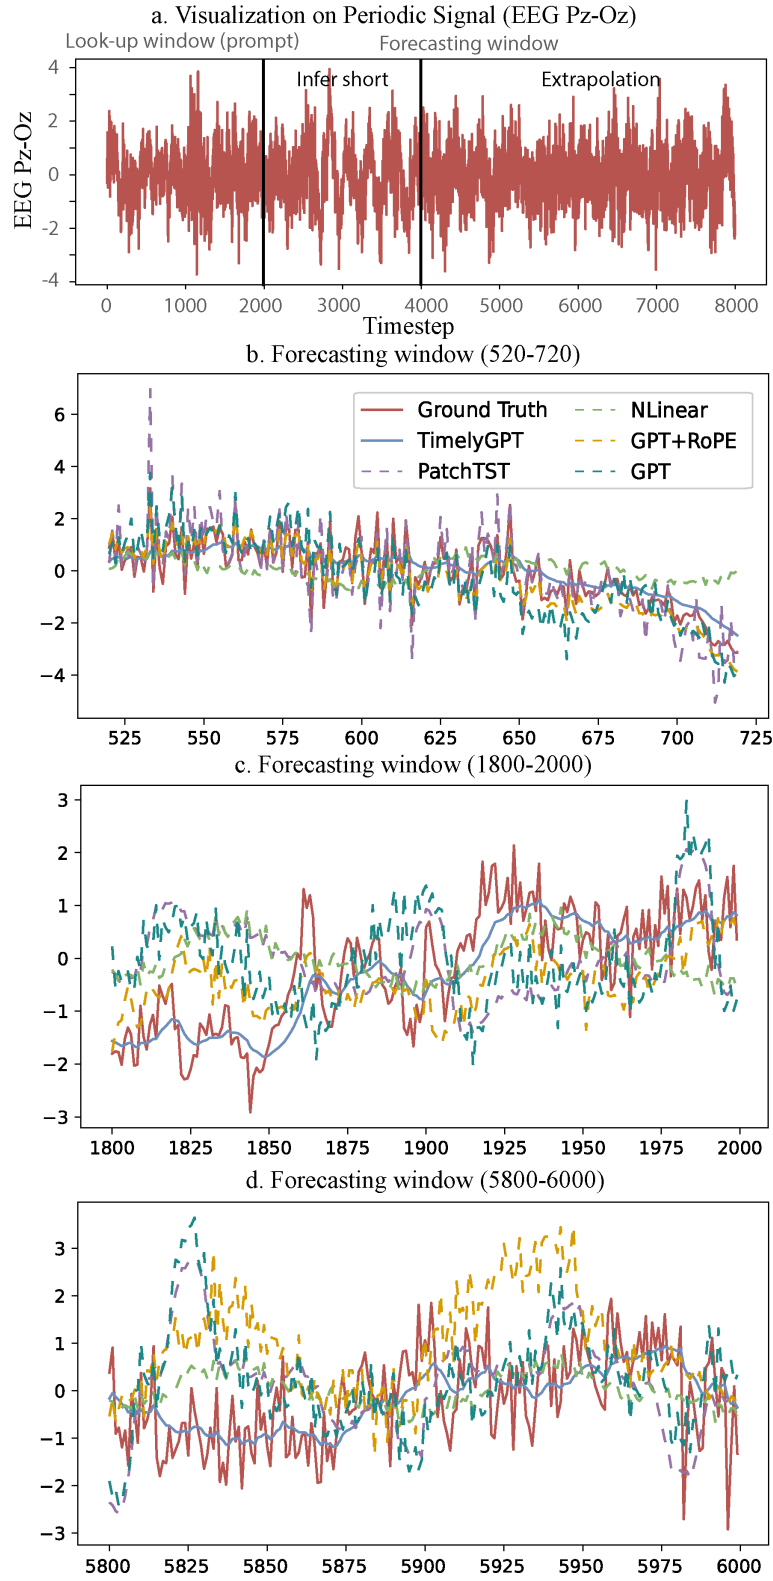 a. Visualization on Periodic Signal (EEG Pz-Oz)
Look-up window (prompt)
Forecasting window
Infer short
Extrapolation
EEG Pz-Oz
4
2
0
-2
-4
0 1000 2000 3000 4000 5000 6000 7000 8000
Timestep
b. Forecasting window (520-720)
Ground Truth
TimelyGPT
PatchTST
NLinear
GPT+RoPE
GPT
6
4
2
0
−2
−4
525 550 575 600 625 650 675 700 725
c. Forecasting window (1800-2000)
3
2
1
0
−1
−2
−3
1800 1825 1850 1875 1900 1925 1950 1975 2000
d. Forecasting window (5800-6000)
3
2
1
0
−1
−2
−3
5800 5825 5850 5875 5900 5925 5950 5975 6000